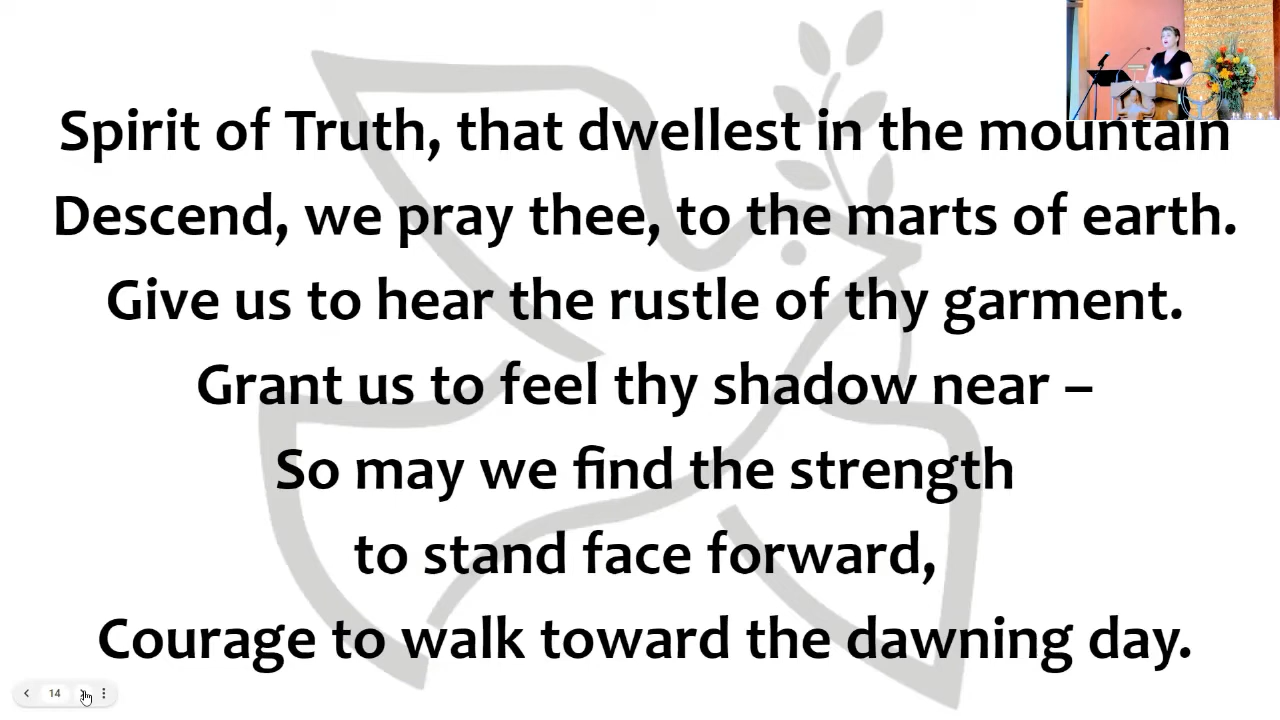 Spirit of Truth, that dwellest in the mountain
Descend, we pray thee, to the marts of earth.
Give us to hear the rustle of thy garment.
Grant us to feel thy shadow near –
So may we find the strength
to stand face forward,
Courage to walk toward the dawning day.
14